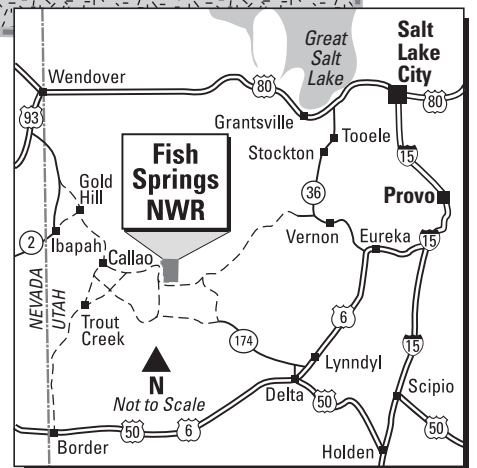 Great
Salt
Lake
Salt
Lake
City
Wendover
80
80
93
Grantsville
Tooele
Stockton
15
Fish
Springs
NWR
Gold
Hill
36
Provo
2
Ibapah
Vernon
Eureka
15
Callao
NEVADA
UTAH
Trout
Creek
6
174
15
N
Not to Scale
Lynndyl
Delta
50
Scipio
50
6
50
Border
Holden